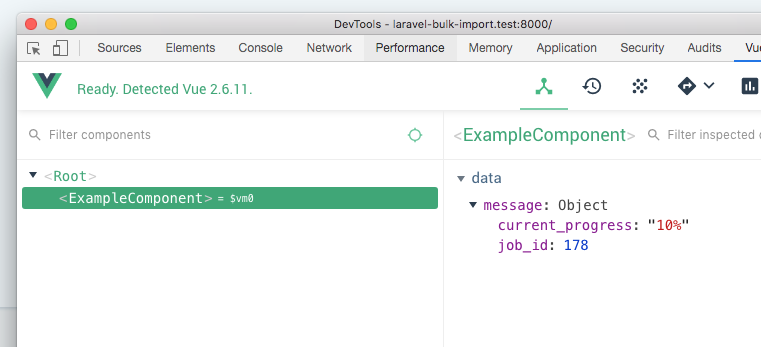 DevTools - laravel-bulk-import.test:8000/
Sources Elements Console Network Performance Memory Application Security Audits Vue
Ready. Detected Vue 2.6.11.
Filter components
<ExampleComponent> Filter inspected
<Root>
<ExampleComponent> = $vm0
data
message: Object
current_progress: "10%"
job_id: 178